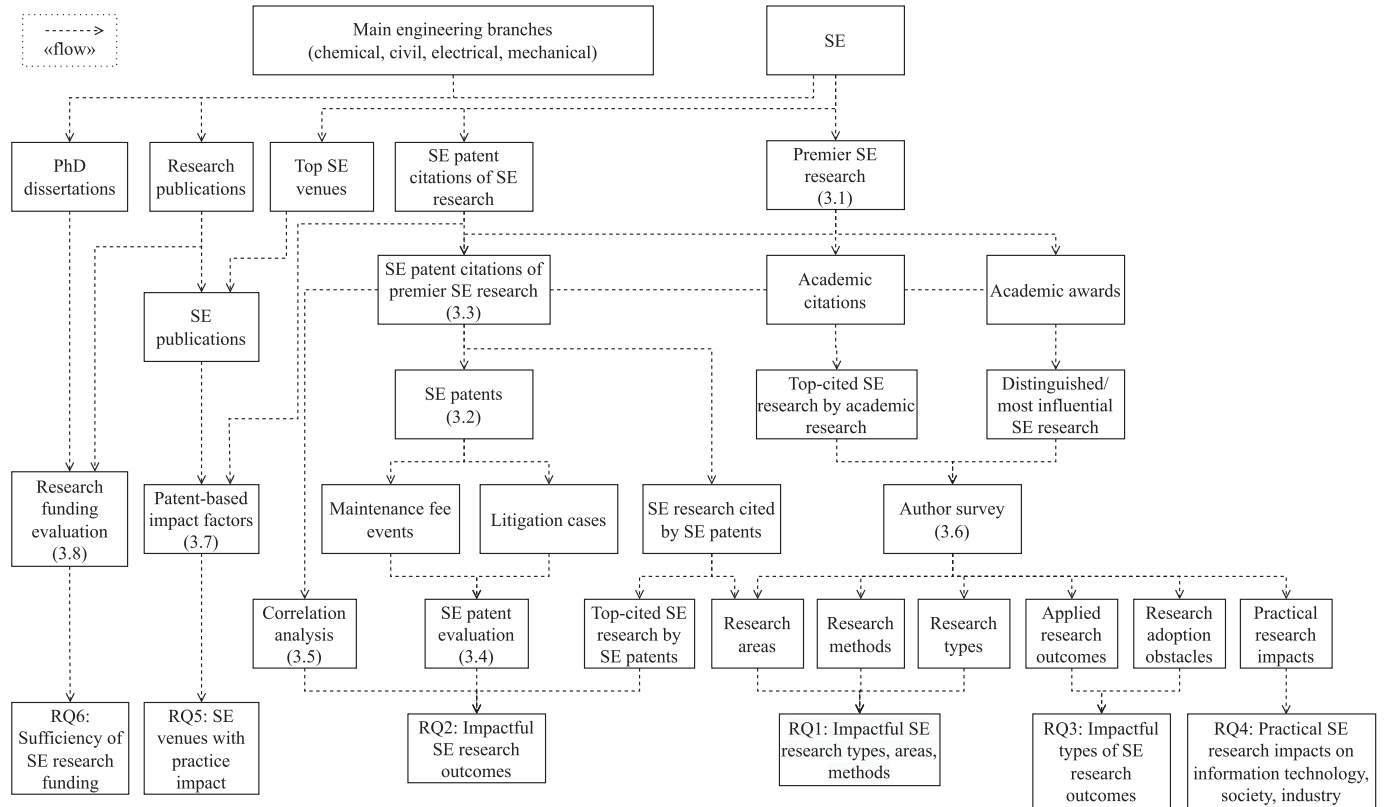 «flow»
Main engineering branches
(chemical, civil, electrical, mechanical)
SE
PhD
dissertations
Research
publications
Top SE
venues
SE patent
citations of SE
research
Premier SE
research
(3.1)
SE patent citations of
premier SE research
(3.3)
Academic
citations
Academic awards
SE
publications
SE patents
(3.2)
Top-cited SE
research by academic
research
Distinguished/
most influential
SE research
Research
funding
evaluation
(3.8)
Patent-based
impact factors
(3.7)
Maintenance fee
events
Litigation cases
SE research cited
by SE patents
Author survey
(3.6)
Correlation
analysis
(3.5)
SE patent
evaluation
(3.4)
Top-cited SE
research by
SE patents
Research
areas
Research
methods
Research
types
Applied
research
outcomes
Research
adoption
obstacles
Practical
research
impacts
RQ6:
Sufficiency of
SE research
funding
RQ5: SE
venues with
practice
impact
RQ2: Impactful
SE research
outcomes
RQ1: Impactful SE
research types, areas,
methods
RQ3: Impactful
types of SE
research
outcomes
RQ4: Practical SE
research impacts on
information technology,
society, industry